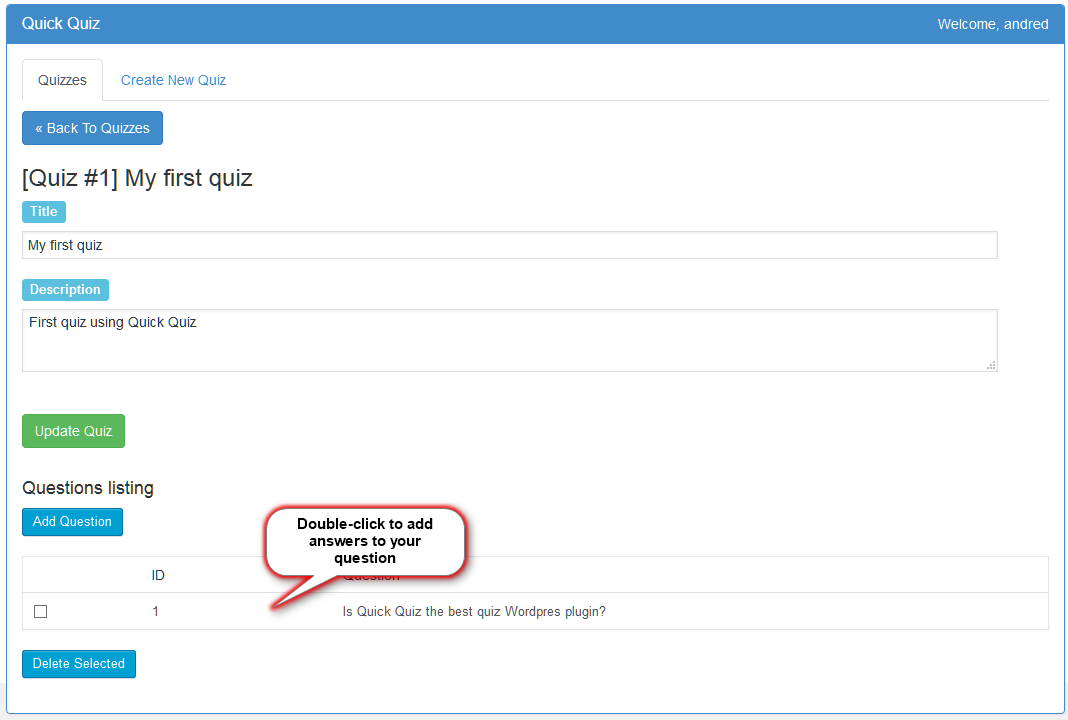 Quick Quiz
Welcome, andred
Quizzes
Create New Quiz
« Back To Quizzes
[Quiz #1] My first quiz
Title
My first quiz
Description
First quiz using Quick Quiz
Update Quiz
Questions listing
Add Question
Double-click to add
answers to your
question
ID
Question
1
Is Quick Quiz the best quiz Wordpres plugin?
Delete Selected